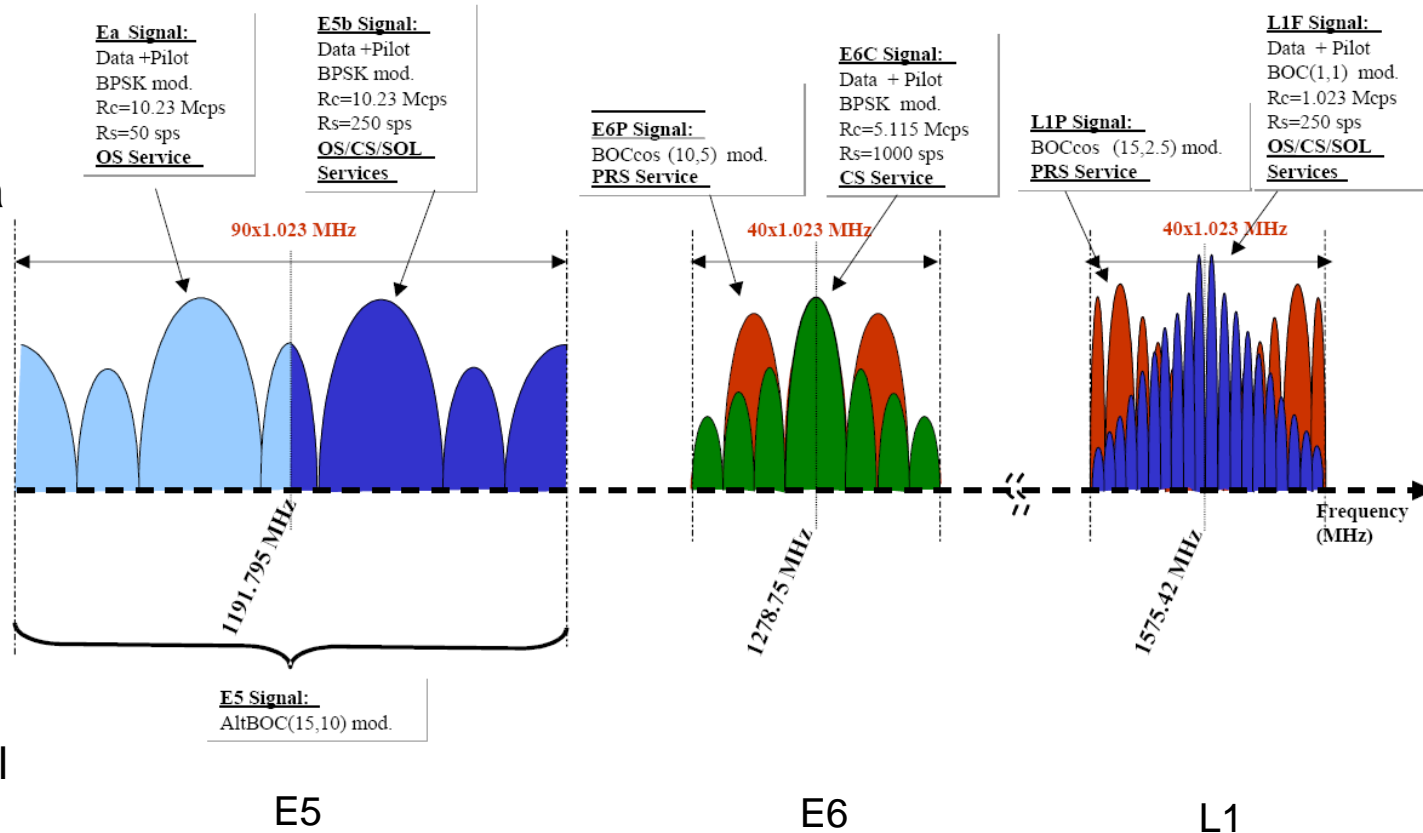 Ea Signal:
Data +Pilot
BPSK mod.
Rc=10.23 Mcps
Rs=50 sps
OS Service
E5b Signal:
Data +Pilot
BPSK mod.
Rc=10.23 Mcps
Rs=250 sps
OS/CS/SOL
Services
E6P Signal:
BOCcos (10,5) mod.
PRS Service
E6C Signal:
Data + Pilot
BPSK mod.
Rc=5.115 Mcps
Rs=1000 sps
CS Service
L1P Signal:
BOCcos (15,2.5) mod.
PRS Service
L1F Signal:
Data + Pilot
BOC(1,1) mod.
Rc=1.023 Mcps
Rs=250 sps
OS/CS/SOL
Services
90x1.023 MHz
40x1.023 MHz
40x1.023 MHz
Frequency
(MHz)
1191.795 MHz
1278.75 MHz
1575.42 MHz
E5 Signal:
AltBOC(15,10) mod.
E5
E6
L1